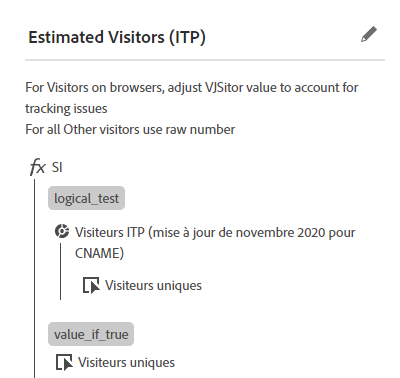 Estimated Visitors (ITP)
For Visitors on browsers, adjust VJSitor value to account for
tracking issues
For all Other visitors use raw number
fx SI
logical_test
Visiteurs ITP (mise à jour de novembre 2020 pour
CNAME)
Visiteurs uniques
value_if_true
Visiteurs uniques